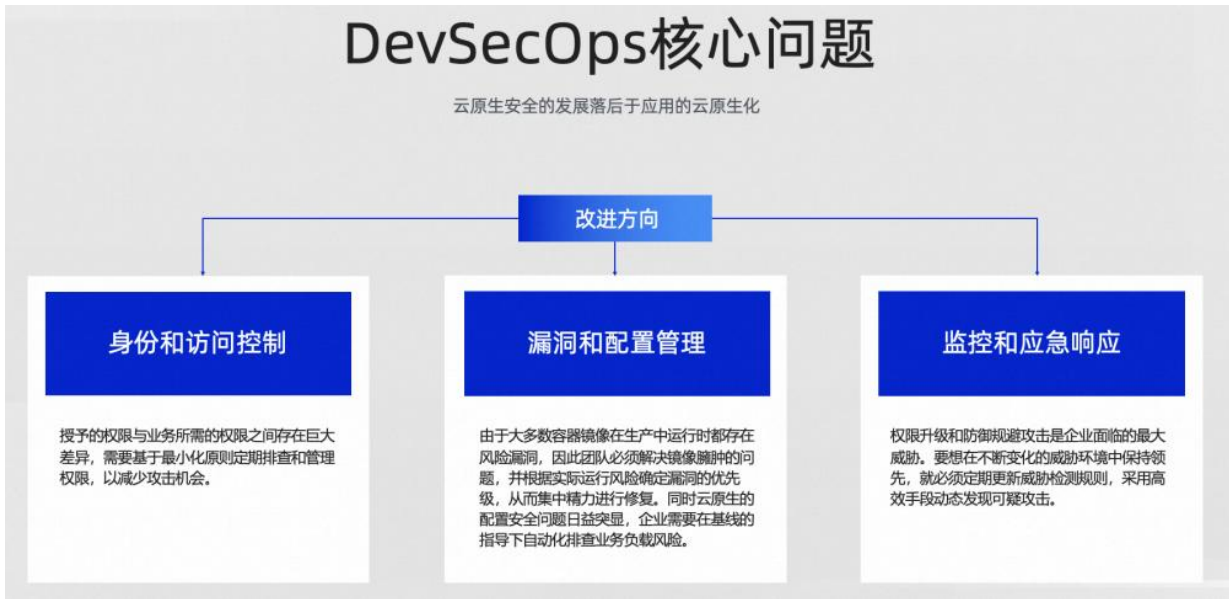 DevSecOps核心问题
云原生安全的发展落后于应用的云原生化
改进方向
身份和访问控制
授予的权限与业务所需的权限之间存在巨大
差异，需要基于最小化原则定期排查和管理
权限，以减少攻击机会。
漏洞和配置管理
由于大多数容器镜像在生产中运行时都存在
风险漏洞，因此团队必须解决镜像臃肿的问
题，并根据实际运行风险确定漏洞的优先
级，从而集中精力进行修复。同时云原生的
配置安全问题日益突显，企业需要在基线的
指导下自动化排查业务负载风险。
监控和应急响应
权限升级和防御规避攻击是企业面临的最大
威胁。要想在不断变化的威胁环境中保持领
先，就必须定期更新威胁检测规则，采用高
效手段动态发现可疑攻击。